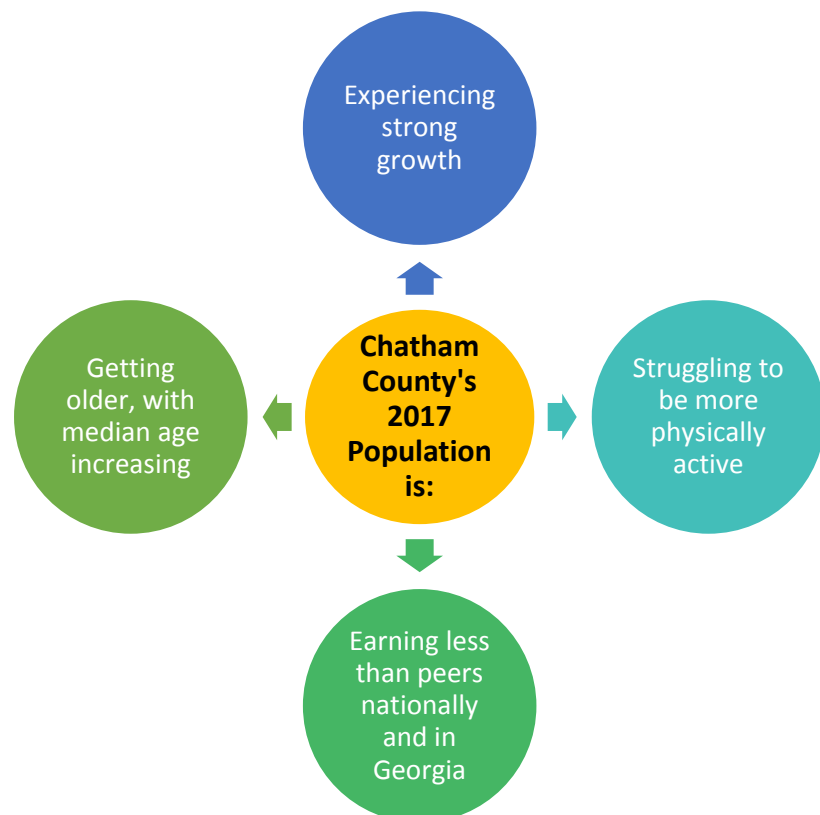 Experiencing
strong
growth
Getting
older, with
median age
increasing
Chatham
County's
2017
Population
is:
Struggling to
be more
physically
active
Earning less
than peers
nationally
and in
Georgia